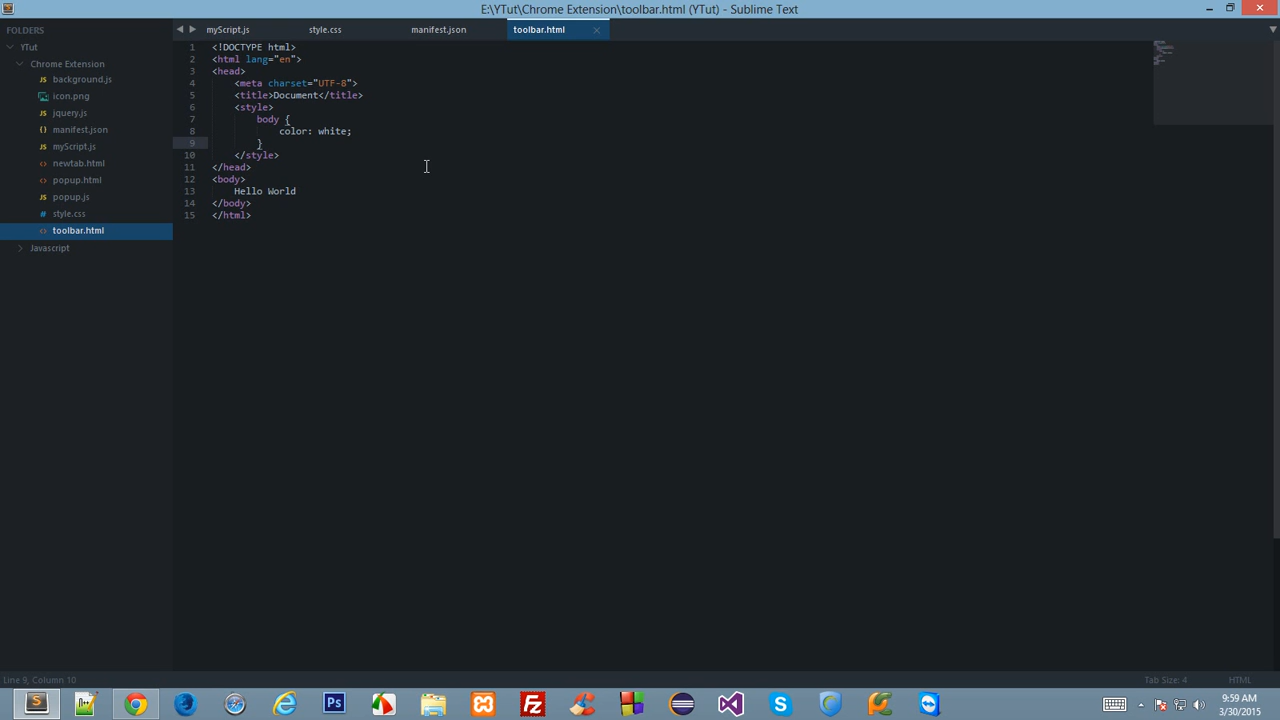 E:\YTut\Chrome Extension\toolbar.html (YTut) - Sublime Text
FOLDERS
YTut
Chrome Extension
background.js
icon.png
jquery.js
manifest.json
myScript.js
newtab.html
popup.html
popup.js
style.css
toolbar.html
Javascript
myScript.js
style.css
manifest.json
toolbar.html
1 <!DOCTYPE html>
2 <html lang="en">
3 <head>
4 <meta charset="UTF-8">
5 <title>Document</title>
6 <style>
7 body {
8 color: white;
9 }
10 </style>
11 </head>
12 <body>
13 Hello World
14 </body>
15 </html>
Line 9, Column 10
Tab Size: 4
HTML
S
Ps
Fz
S
9:59 AM
3/30/2015